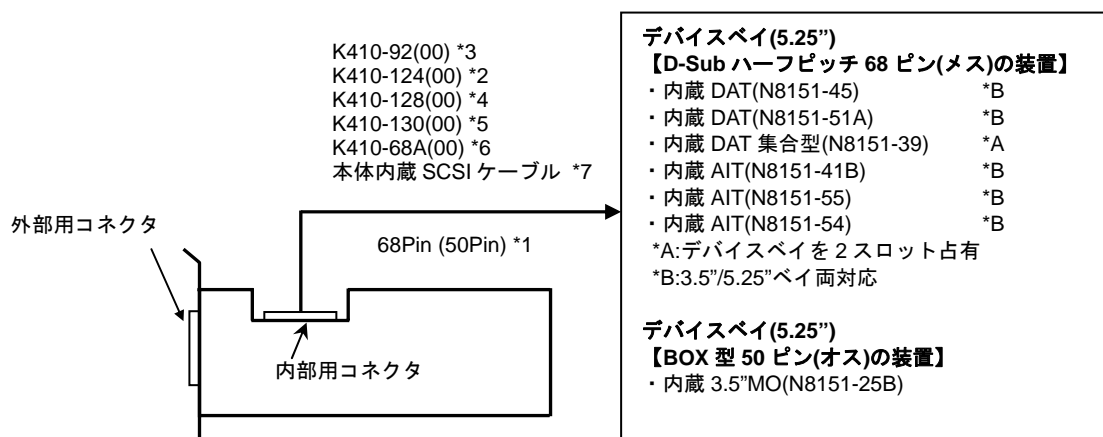 K410-92(00) *3
K410-124(00) *2
K410-128(00) *4
K410-130(00) *5
K410-68A(00) *6
本体内蔵 SCSI ケーブル *7
外部用コネクタ
68Pin (50Pin) *1
内部用コネクタ
デバイスベイ(5.25”)
【D-Sub ハーフピッチ 68 ピン(メス)の装置】
・内蔵 DAT(N8151-45) *B
・内蔵 DAT(N8151-51A) *B
・内蔵 DAT 集合型(N8151-39) *A
・内蔵 AIT(N8151-41B) *B
・内蔵 AIT(N8151-55) *B
・内蔵 AIT(N8151-54) *B
*A:デバイスベイを 2 スロット占有
*B:3.5”/5.25”ベイ両対応
デバイスベイ(5.25”)
【BOX 型 50 ピン(オス)の装置】
・内蔵 3.5”MO(N8151-25B)